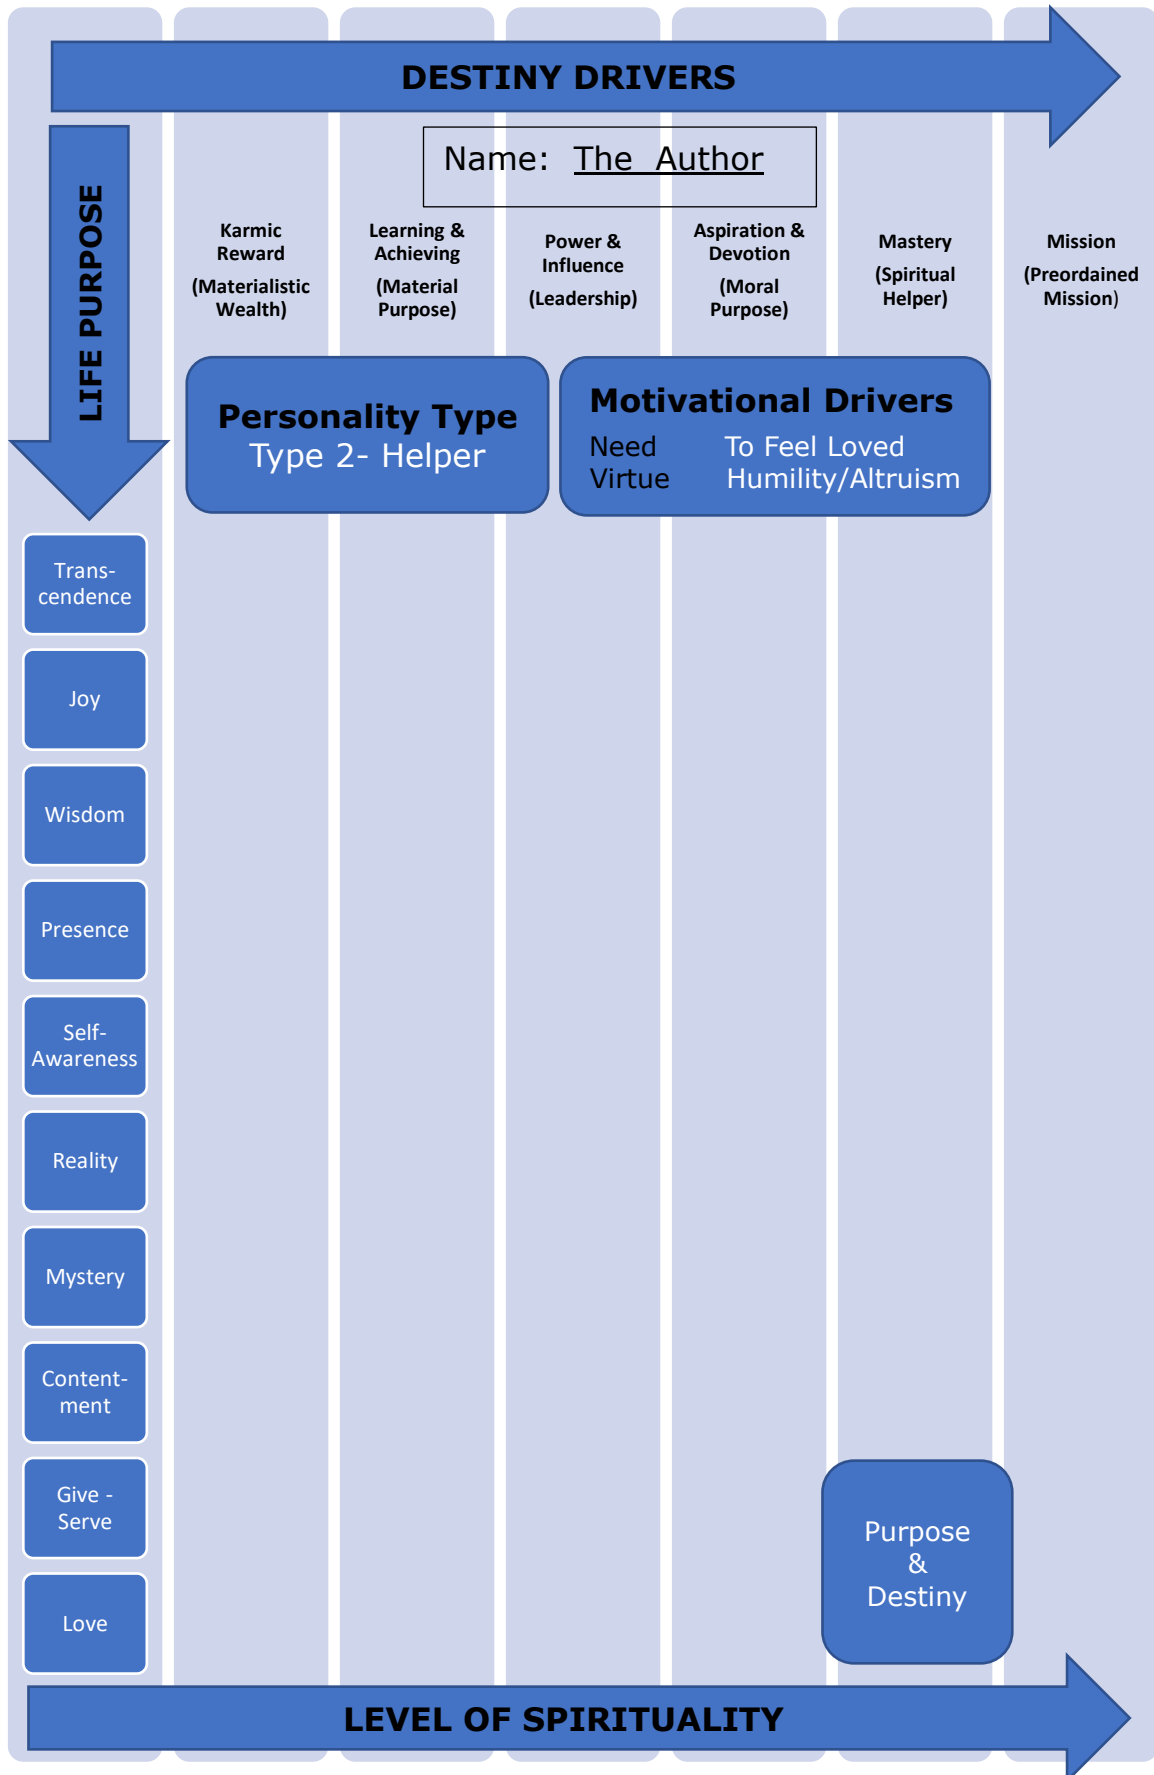 DESTINY DRIVERS
Name: The Author
LIFE PURPOSE
Karmic
Reward
(Materialistic
Wealth)
Learning &
Achieving
(Material
Purpose)
Power &
Influence
(Leadership)
Aspiration &
Devotion
(Moral
Purpose)
Mastery
(Spiritual
Helper)
Mission
(Preordained
Mission)
Personality Type
Type 2- Helper
Motivational Drivers
Need To Feel Loved
Virtue Humility/Altruism
Trans-
cendence
Joy
Wisdom
Presence
Self-
Awareness
Reality
Mystery
Content-
ment
Give -
Serve
Love
Purpose
&
Destiny
LEVEL OF SPIRITUALITY